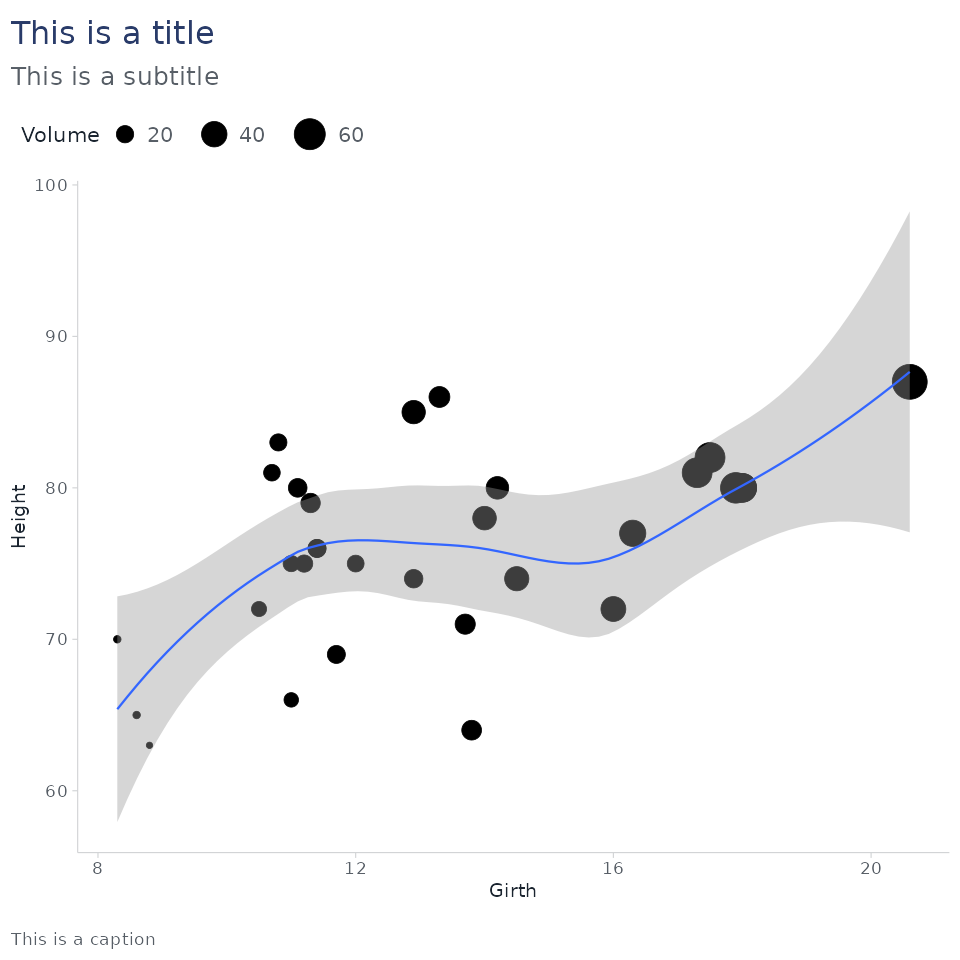 This is a title
This is a subtitle
Volume 20 40 60
100
90
80
70
60
Height
8 12 16 20
Girth
This is a caption